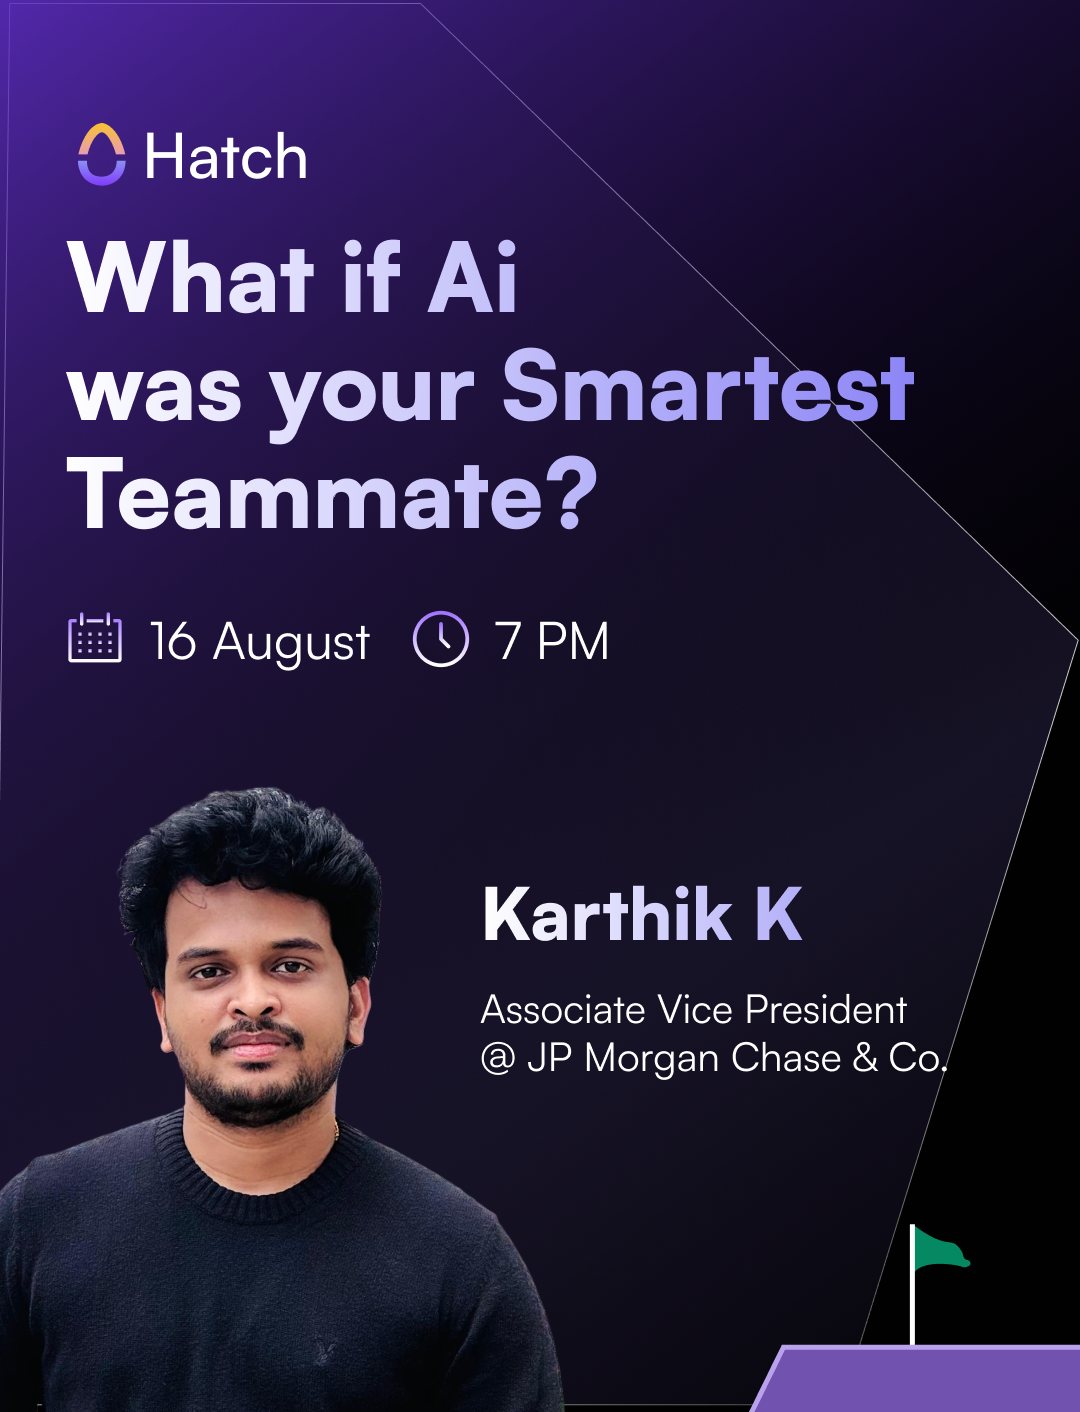 Hatch
What if Ai
was your Smartest
Teammate?
16 August 7 PM
Karthik K
Associate Vice President
@ JP Morgan Chase & Co.